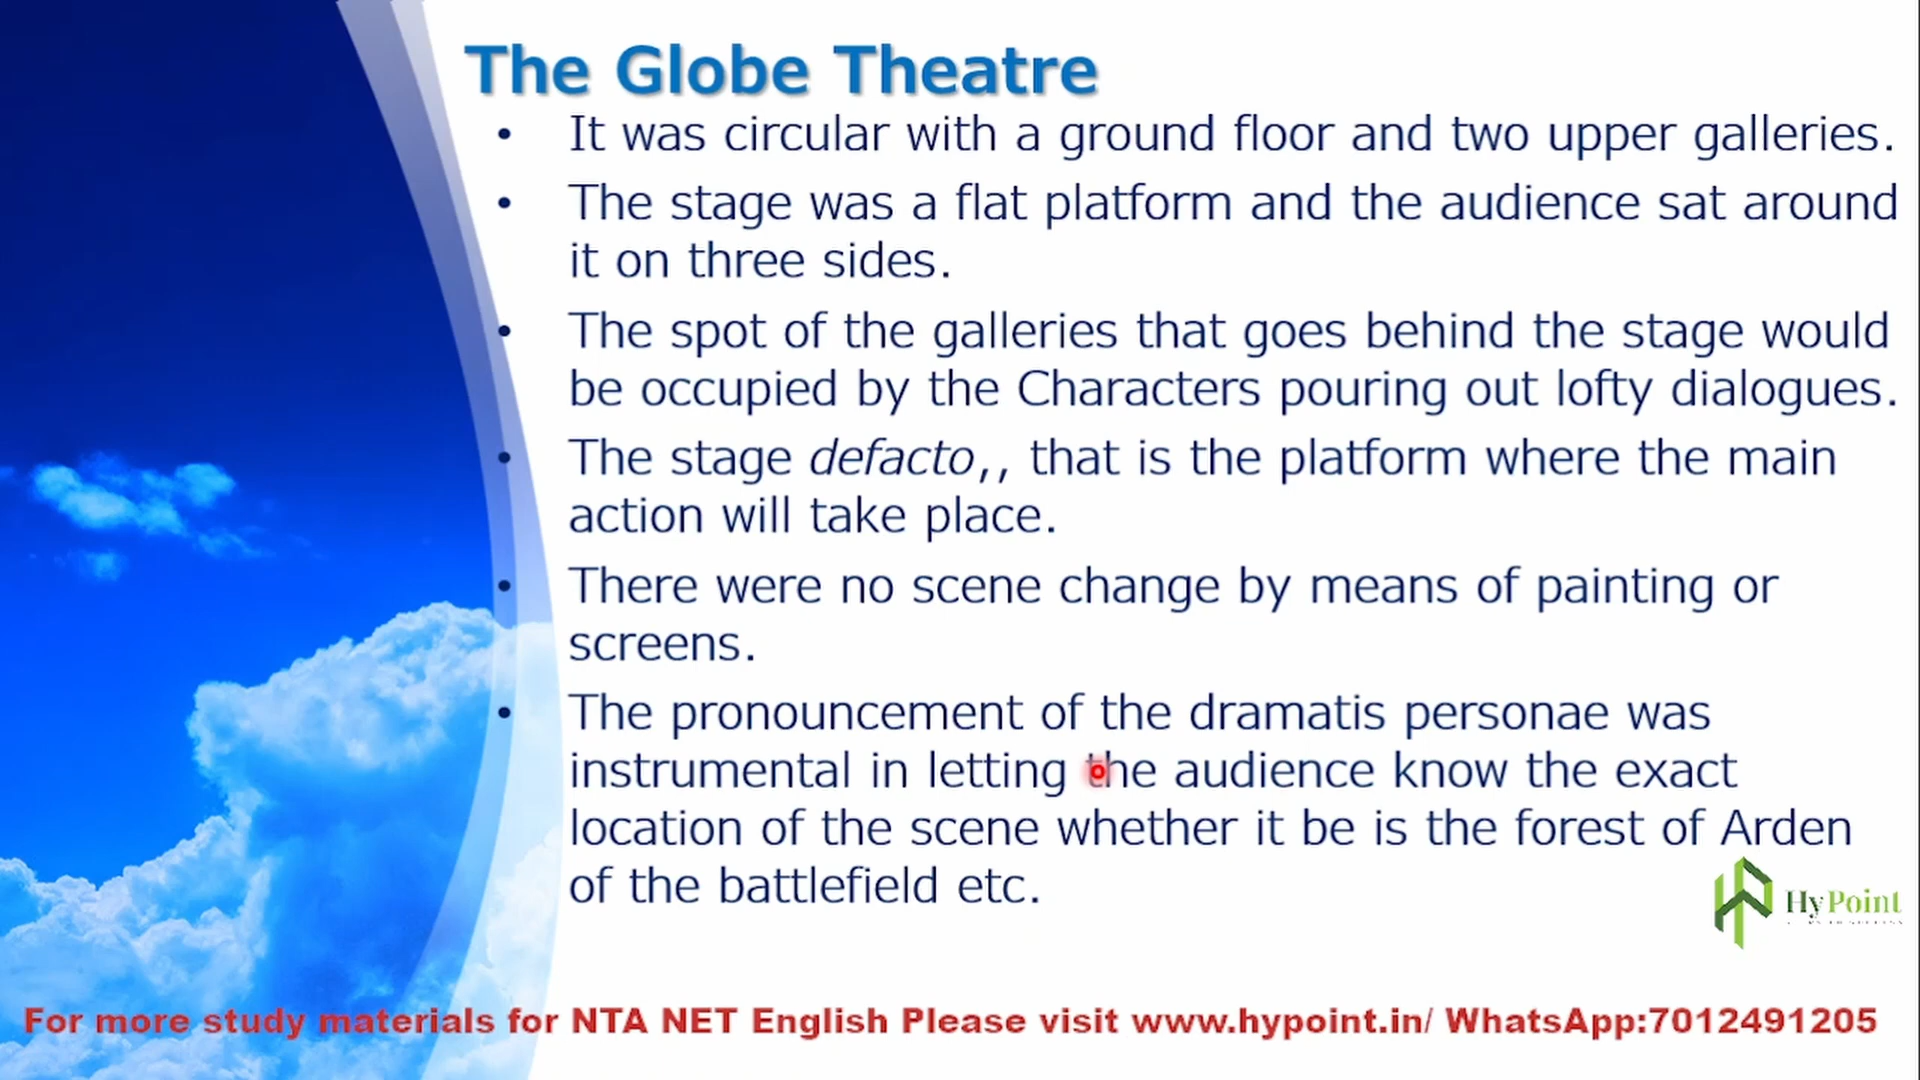 The Globe Theatre
• It was circular with a ground floor and two upper galleries.
• The stage was a flat platform and the audience sat around
it on three sides.
• The spot of the galleries that goes behind the stage would
be occupied by the Characters pouring out lofty dialogues.
• The stage defacto,, that is the platform where the main
action will take place.
• There were no scene change by means of painting or
screens.
• The pronouncement of the dramatis personae was
instrumental in letting the audience know the exact
location of the scene whether it be is the forest of Arden
of the battlefield etc.
HyPoint
For more study materials for NTA NET English Please visit www.hypoint.in/ WhatsApp:7012491205